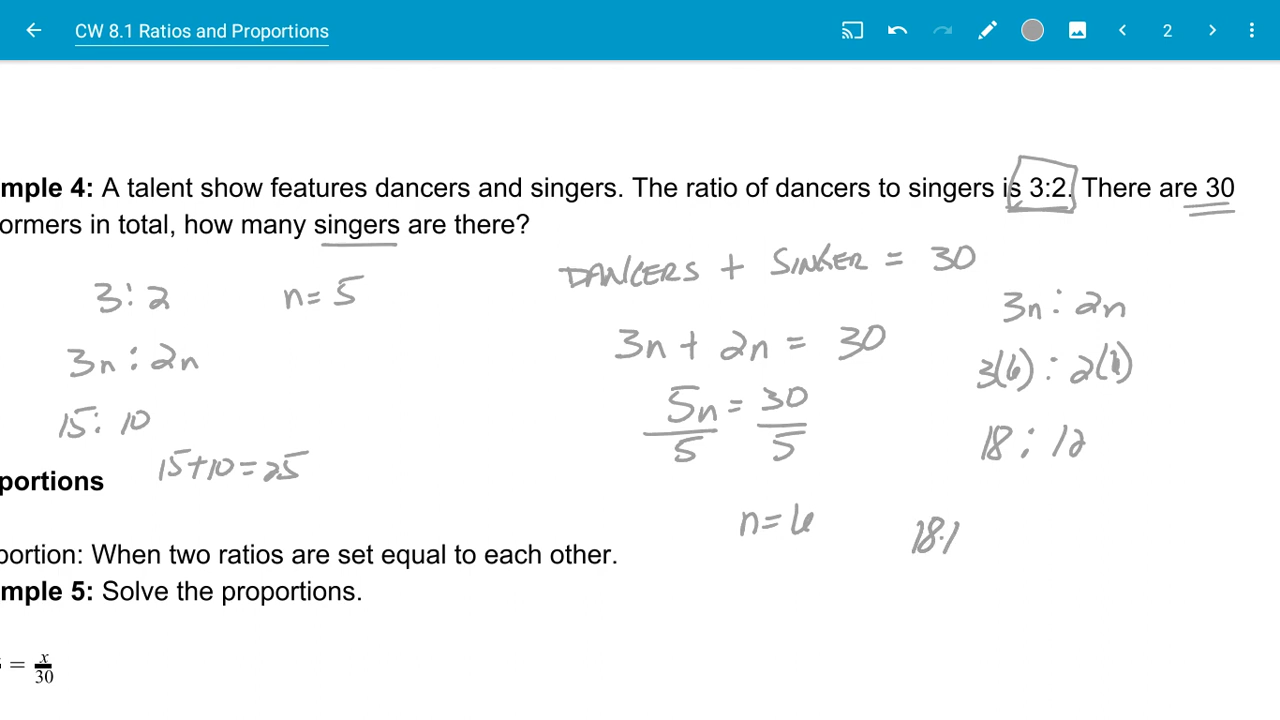 CW 8.1 Ratios and Proportions
2
mple 4: A talent show features dancers and singers. The ratio of dancers to singers is 3:2. There are 30
ormers in total, how many singers are there?
DANCERS + SINGER = 30
3:2
n=5
3n:2n
3n + 2n = 30
3n:2n
3(6):2(6)
15:10
5n = 30
5 5
18:12
15+10=25
portions
n=6
18:1
portion: When two ratios are set equal to each other.
mple 5: Solve the proportions.
= x/30